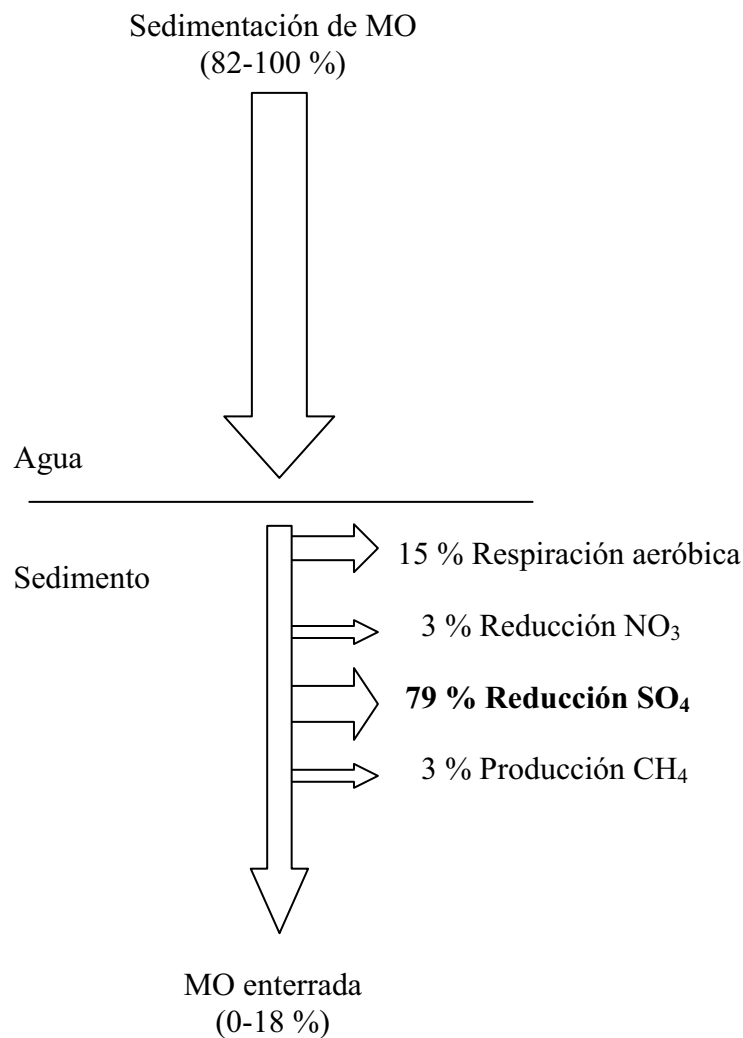 Sedimentación de MO
(82-100 %)
Agua
Sedimento
15 % Respiración aeróbica
3 % Reducción NO₃
79 % Reducción SO₄
3 % Producción CH₄
MO enterrada
(0-18 %)